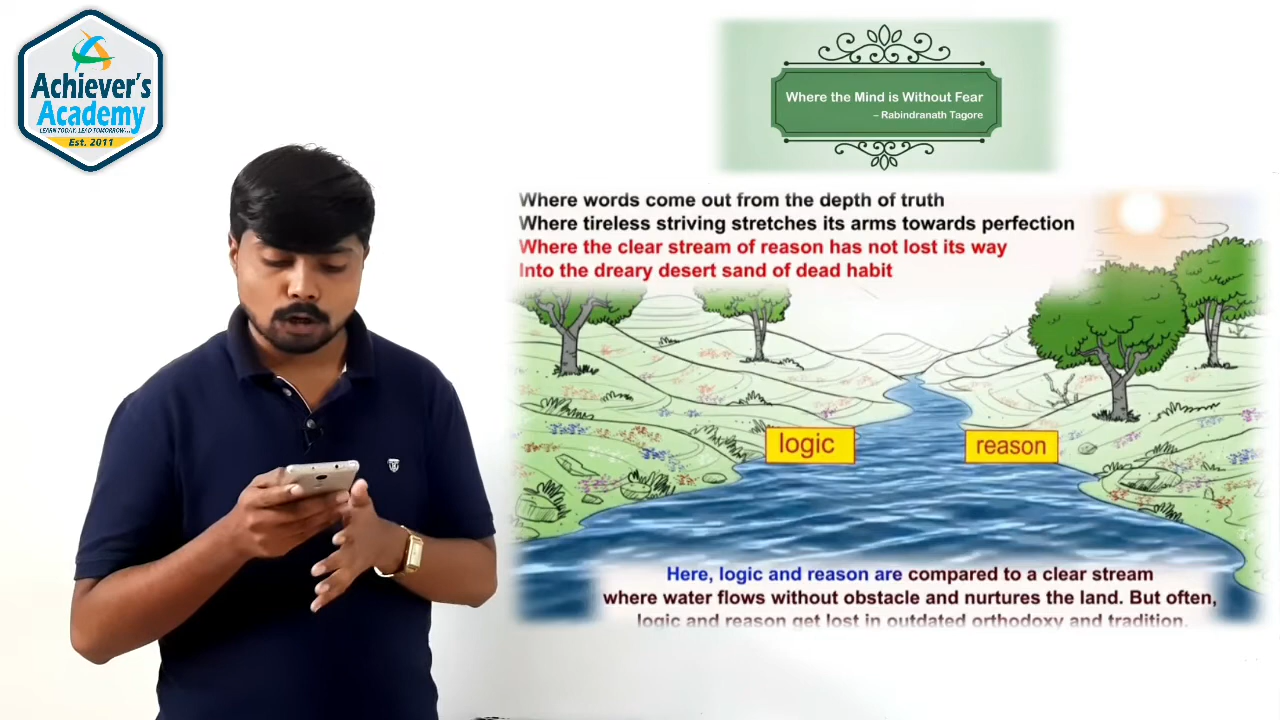 Achiever's
Academy
LEARN TODAY, LEAD TOMORROW...
Est. 2011
Where the Mind is Without Fear
– Rabindranath Tagore
Where words come out from the depth of truth
Where tireless striving stretches its arms towards perfection
Where the clear stream of reason has not lost its way
Into the dreary desert sand of dead habit
logic
reason
Here, logic and reason are compared to a clear stream
where water flows without obstacle and nurtures the land. But often,
logic and reason get lost in outdated orthodoxy and tradition.